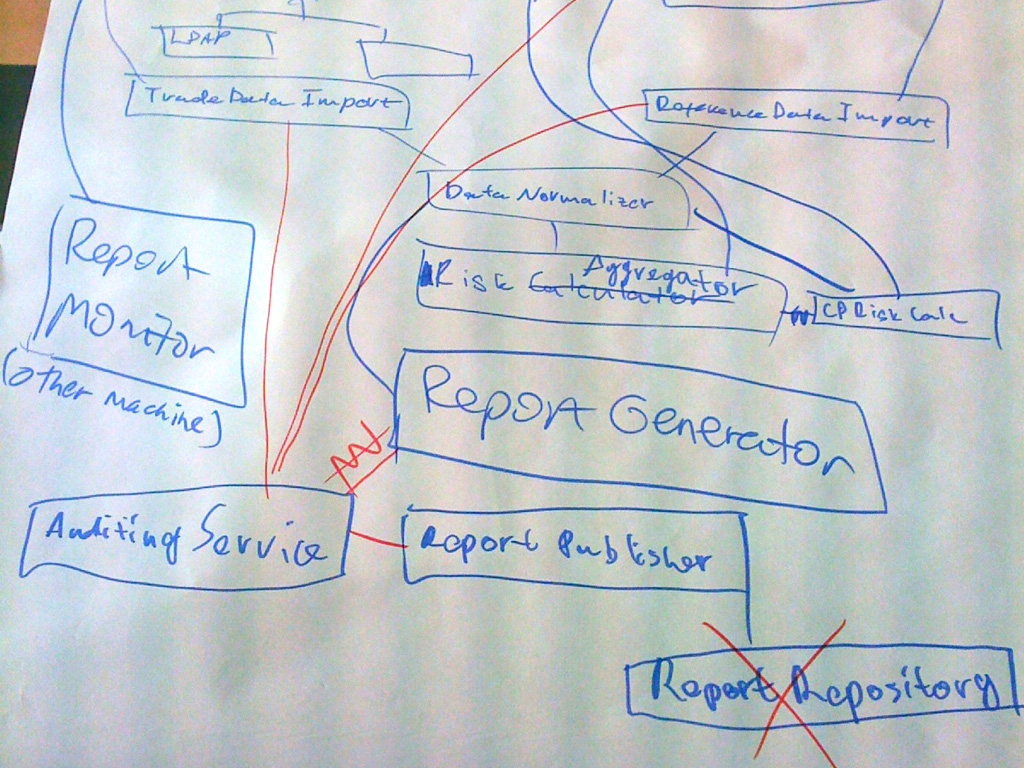 LDAP
Trade Data Import
Reference Data Import
Data Normalizer
Report
Monitor
(other machine)
Aggregator
Risk Calculator
CP Risk Calc
Report Generator
Auditing Service
Report Publisher
Report Repository